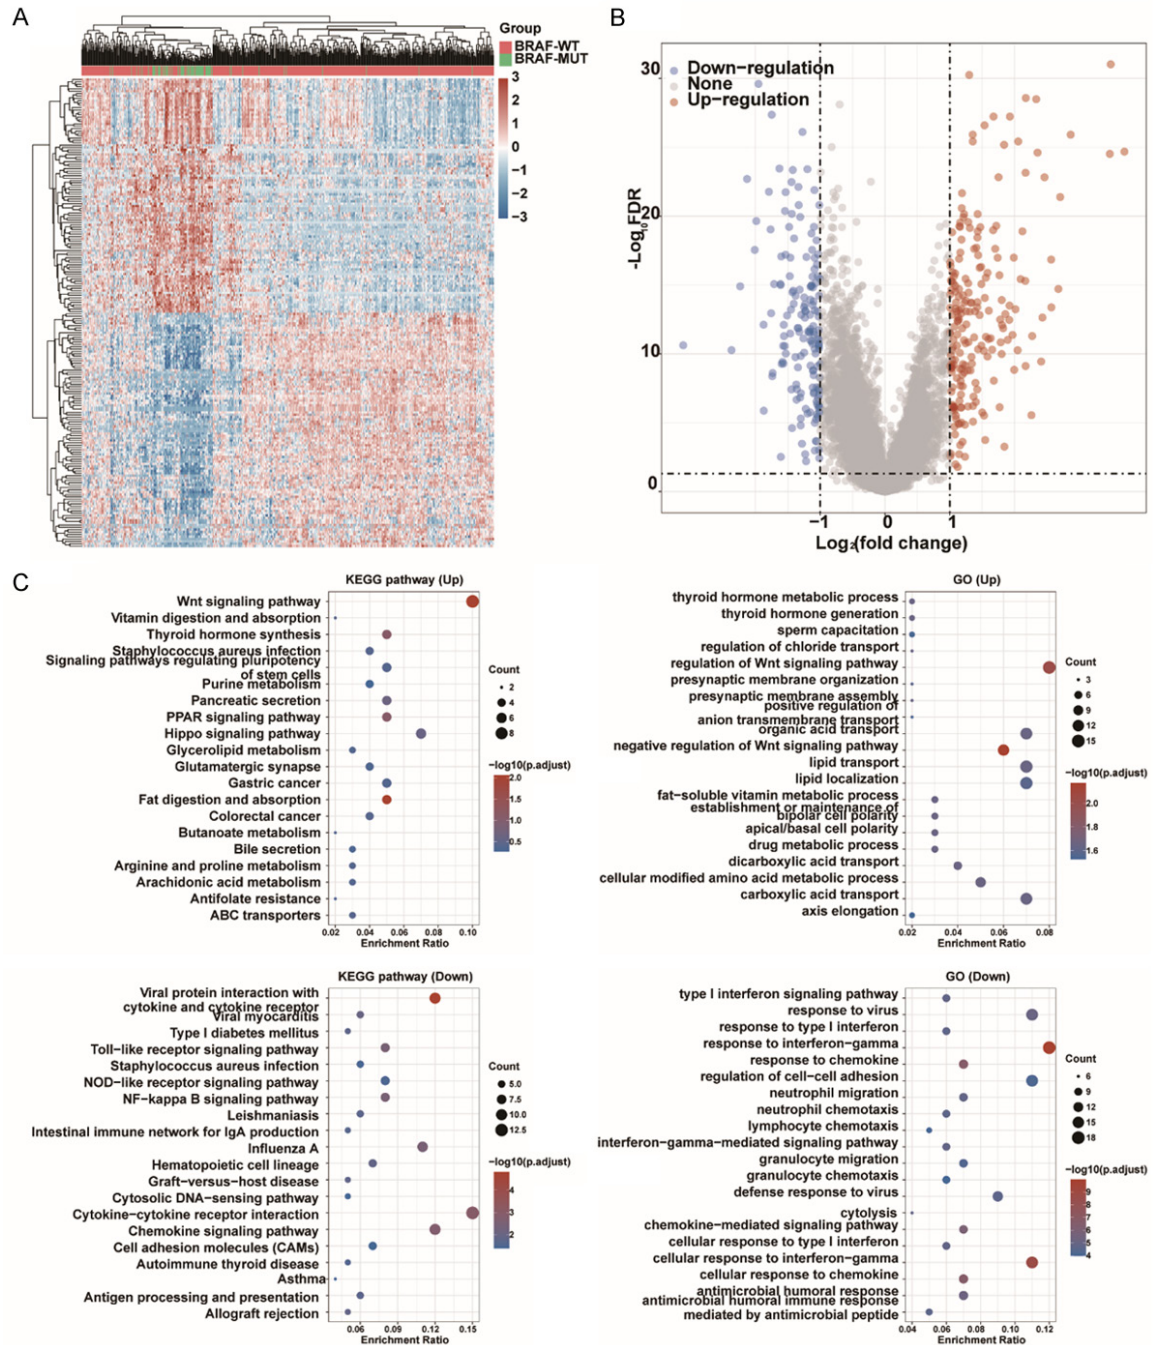 A
Group
BRAF-WT
BRAF-MUT
3
2
1
0
−1
−2
−3
B
Down-regulation
None
Up-regulation
30
20
10
0
-Log₁₀FDR
−1
0
1
Log₂(fold change)
C
KEGG pathway (Up)
Wnt signaling pathway
Vitamin digestion and absorption
Thyroid hormone synthesis
Staphylococcus aureus infection
Signaling pathways regulating pluripotency
of stem cells
Purine metabolism
Pancreatic secretion
PPAR signaling pathway
Hippo signaling pathway
Glycerolipid metabolism
Glutamatergic synapse
Gastric cancer
Fat digestion and absorption
Colorectal cancer
Butanoate metabolism
Bile secretion
Arginine and proline metabolism
Arachidonic acid metabolism
Antifolate resistance
ABC transporters
0.02 0.04 0.06 0.08 0.10
Enrichment Ratio
Count
2
4
6
8
−log10(p.adjust)
2.0
1.5
1.0
0.5
GO (Up)
thyroid hormone metabolic process
thyroid hormone generation
sperm capacitation
regulation of chloride transport
regulation of Wnt signaling pathway
presynaptic membrane organization
presynaptic membrane assembly
positive regulation of
anion transmembrane transport
organic acid transport
negative regulation of Wnt signaling pathway
lipid transport
lipid localization
fat-soluble vitamin metabolic process
establishment or maintenance of
bipolar cell polarity
apical/basal cell polarity
drug metabolic process
dicarboxylic acid transport
cellular modified amino acid metabolic process
carboxylic acid transport
axis elongation
0.02 0.04 0.06 0.08
Enrichment Ratio
Count
3
6
9
12
15
−log10(p.adjust)
2.0
1.8
1.6
KEGG pathway (Down)
Viral protein interaction with
cytokine and cytokine receptor
Viral myocarditis
Type I diabetes mellitus
Toll-like receptor signaling pathway
Staphylococcus aureus infection
NOD-like receptor signaling pathway
NF-kappa B signaling pathway
Leishmaniasis
Intestinal immune network for IgA production
Influenza A
Hematopoietic cell lineage
Graft-versus-host disease
Cytosolic DNA-sensing pathway
Cytokine-cytokine receptor interaction
Chemokine signaling pathway
Cell adhesion molecules (CAMs)
Autoimmune thyroid disease
Asthma
Antigen processing and presentation
Allograft rejection
0.06 0.09 0.12 0.15
Enrichment Ratio
Count
5.0
7.5
10.0
12.5
−log10(p.adjust)
4
3
2
GO (Down)
type I interferon signaling pathway
response to virus
response to type I interferon
response to interferon-gamma
response to chemokine
regulation of cell-cell adhesion
neutrophil migration
neutrophil chemotaxis
lymphocyte chemotaxis
interferon-gamma-mediated signaling pathway
granulocyte migration
granulocyte chemotaxis
defense response to virus
cytolysis
chemokine-mediated signaling pathway
cellular response to type I interferon
cellular response to interferon-gamma
cellular response to chemokine
antimicrobial humoral response
antimicrobial humoral immune response
mediated by antimicrobial peptide
0.04 0.06 0.08 0.10 0.12
Enrichment Ratio
Count
6
9
12
15
18
−log10(p.adjust)
9
8
7
6
5
4